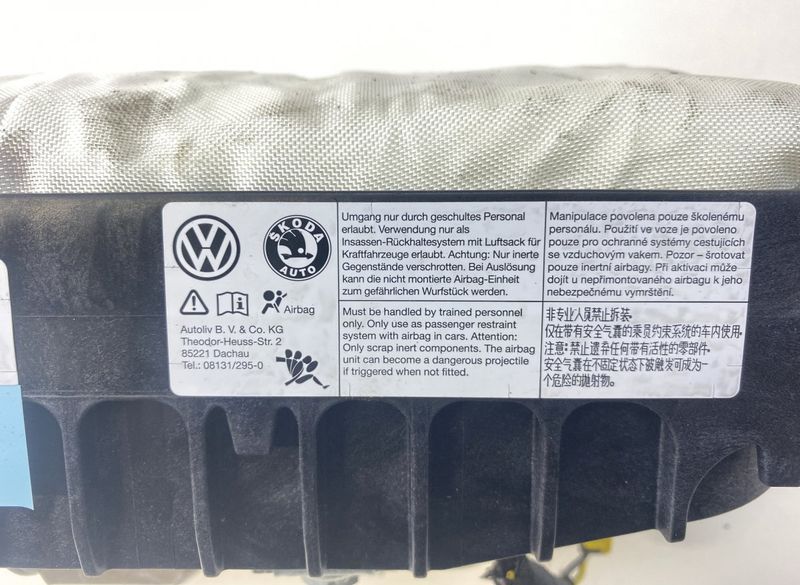 VW
ŠKODA
AUTO
Airbag
Autoliv B. V. & Co. KG
Theodor-Heuss-Str. 2
85221 Dachau
Tel.: 08131/295-0
Umgang nur durch geschultes Personal
erlaubt. Verwendung nur als
Insassen-Rückhaltesystem mit Luftsack für
Kraftfahrzeuge erlaubt. Achtung: Nur inerte
Gegenstände verschrotten. Bei Auslösung
kann die nicht montierte Airbag-Einheit
zum gefährlichen Wurfstück werden.
Manipulace povolena pouze školenému
personálu. Použití ve voze je povoleno
pouze pro ochranné systémy cestujících
se vzduchovým vakem. Pozor - šrotovat
pouze inertní airbagy. Při aktivaci může
dojít u nepřimontovaného airbagu k jeho
nebezpečnému vymrštění.
Must be handled by trained personnel
only. Only use as passenger restraint
system with airbag in cars. Attention:
Only scrap inert components. The airbag
unit can become a dangerous projectile
if triggered when not fitted.
非专业人员禁止拆装.
仅在带有安全气囊的乘员约束系统的车内使用.
注意: 禁止遗弃任何带有活性的零部件.
安全气囊在不固定状态下被触发可成为一
个危险的抛射物.